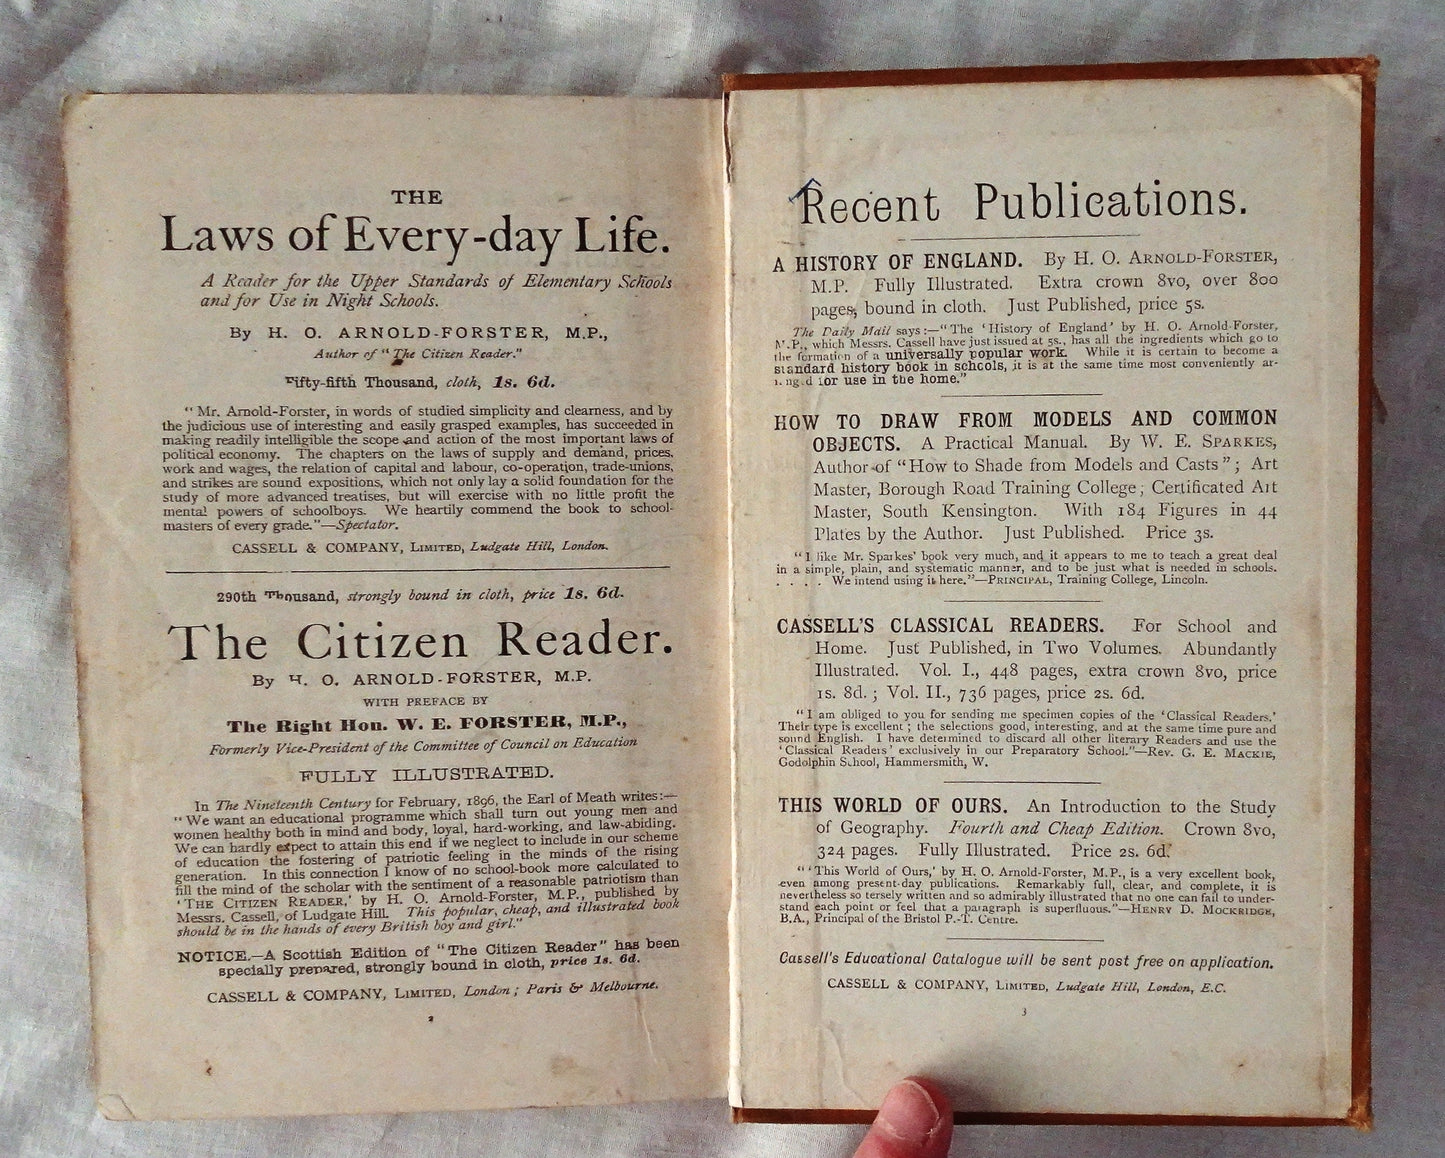 THE
Laws of Every-day Life.
A Reader for the Upper Standards of Elementary Schools
and for Use in Night Schools.
By H. O. ARNOLD-FORSTER, M.P.,
Author of "The Citizen Reader."
Fifty-fifth Thousand, cloth, 1s. 6d.
"Mr. Arnold-Forster, in words of studied simplicity and clearness, and by
the judicious use of interesting and easily grasped examples, has succeeded in
making readily intelligible the scope and action of the most important laws of
political economy. The chapters on the laws of supply and demand, prices,
work and wages, the relation of capital and labour, co-operation, trade-unions,
and strikes are sound expositions, which not only lay a solid foundation for the
study of more advanced treatises, but will exercise with no little profit the
mental powers of schoolboys. We heartily commend the book to school-
masters of every grade."—Spectator.
CASSELL & COMPANY, LIMITED, Ludgate Hill, London.
290th Thousand, strongly bound in cloth, price 1s. 6d.
The Citizen Reader.
By H. O. ARNOLD-FORSTER, M.P.
WITH PREFACE BY
The Right Hon. W. E. FORSTER, M.P.,
Formerly Vice-President of the Committee of Council on Education
FULLY ILLUSTRATED.
In The Nineteenth Century for February, 1896, the Earl of Meath writes:—
"We want an educational programme which shall turn out young men and
women healthy both in mind and body, loyal, hard-working, and law-abiding.
We can hardly expect to attain this end if we neglect to include in our scheme
of education the fostering of patriotic feeling in the minds of the rising
generation. In this connection I know of no school-book more calculated to
fill the mind of the scholar with the sentiment of a reasonable patriotism than
'THE CITIZEN READER,' by H. O. Arnold-Forster, M.P., published by
Messrs. Cassell, of Ludgate Hill. This popular, cheap, and illustrated book
should be in the hands of every British boy and girl."
NOTICE.—A Scottish Edition of "The Citizen Reader" has been
specially prepared, strongly bound in cloth, price 1s. 6d.
CASSELL & COMPANY, LIMITED, London; Paris & Melbourne.
2
Recent Publications.
A HISTORY OF ENGLAND. By H. O. ARNOLD-FORSTER,
M.P. Fully Illustrated. Extra crown 8vo, over 800
pages, bound in cloth. Just Published, price 5s.
The Daily Mail says:—"The 'History of England' by H. O. Arnold-Forster,
M.P., which Messrs. Cassell have just issued at 5s., has all the ingredients which go to
the formation of a universally popular work. While it is certain to become a
standard history book in schools, it is at the same time most conveniently ar-
ranged for use in the home."
HOW TO DRAW FROM MODELS AND COMMON
OBJECTS. A Practical Manual. By W. E. SPARKES,
Author of "How to Shade from Models and Casts"; Art
Master, Borough Road Training College; Certificated Art
Master, South Kensington. With 184 Figures in 44
Plates by the Author. Just Published. Price 3s.
"I like Mr. Sparkes' book very much, and it appears to me to teach a great deal
in a simple, plain, and systematic manner, and to be just what is needed in schools.
. . . . We intend using it here."—PRINCIPAL, Training College, Lincoln.
CASSELL'S CLASSICAL READERS. For School and
Home. Just Published, in Two Volumes. Abundantly
Illustrated. Vol. I., 448 pages, extra crown 8vo, price
1s. 8d.; Vol. II., 736 pages, price 2s. 6d.
"I am obliged to you for sending me specimen copies of the 'Classical Readers.'
Their type is excellent; the selections good, interesting, and at the same time pure and
sound English. I have determined to discard all other literary Readers and use the
'Classical Readers' exclusively in our Preparatory School."—Rev. G. E. MACKIE,
Godolphin School, Hammersmith, W.
THIS WORLD OF OURS. An Introduction to the Study
of Geography. Fourth and Cheap Edition. Crown 8vo,
324 pages. Fully Illustrated. Price 2s. 6d.
"'This World of Ours,' by H. O. Arnold-Forster, M.P., is a very excellent book,
even among present-day publications. Remarkably full, clear, and complete, it is
nevertheless so tersely written and so admirably illustrated that no one can fail to under-
stand each point or feel that a paragraph is superfluous."—HENRY D. MOCKRIDGE,
B.A., Principal of the Bristol P.-T. Centre.
Cassell's Educational Catalogue will be sent post free on application.
CASSELL & COMPANY, LIMITED, Ludgate Hill, London, E.C.
3